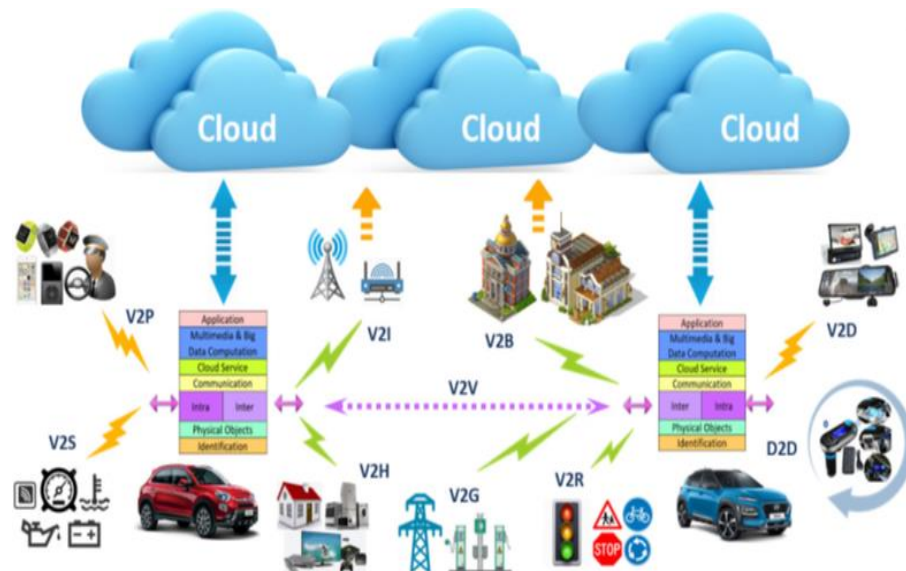 Cloud
Cloud
Cloud
V2P
V2I
V2B
V2D
Application
Multimedia & Big
Data Computation
Cloud Service
Communication
Intra
Inter
Physical Objects
Identification
V2V
Application
Multimedia & Big
Data Computation
Cloud Service
Communication
Inter
Intra
Physical Objects
Identification
V2S
V2H
V2G
V2R
STOP
D2D